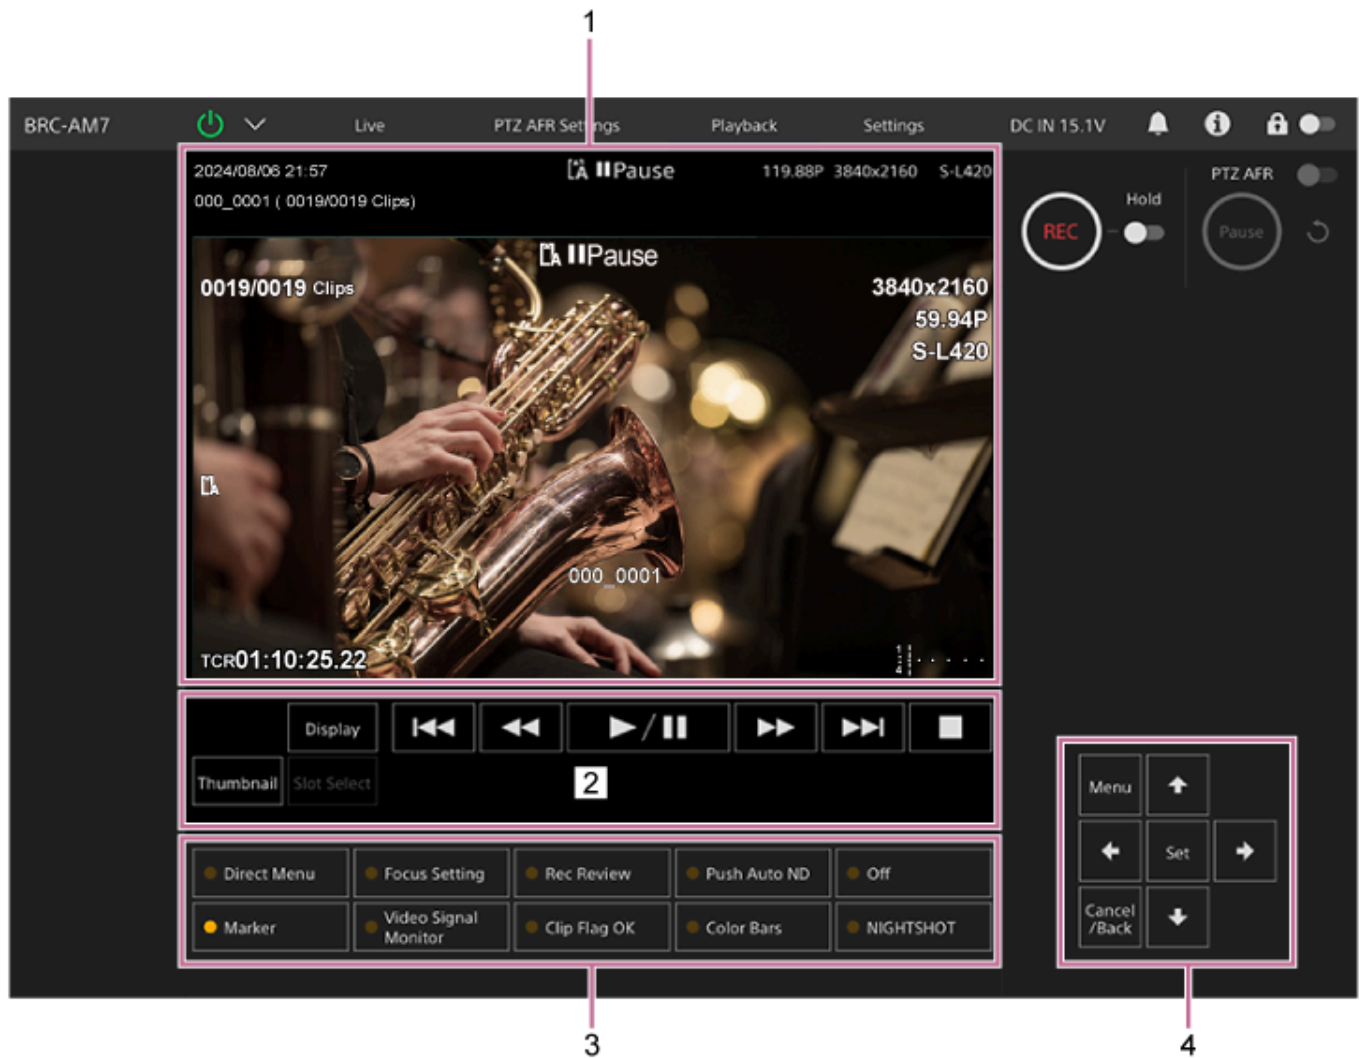 1
BRC-AM7 Live PTZ AFR Settings Playback Settings DC IN 15.1V
2024/08/06 21:57 Pause 119.88P 3840x2160 S-L420
000_0001 ( 0019/0019 Clips)
Pause
0019/0019 Clips
3840x2160
59.94P
S-L420
000_0001
TCR01:10:25.22
PTZ AFR
Hold
REC
Pause
Display
Thumbnail Slot Select
2
Direct Menu Focus Setting Rec Review Push Auto ND Off
Marker Video Signal Monitor Clip Flag OK Color Bars NIGHTSHOT
Menu
Set
Cancel
/Back
3
4